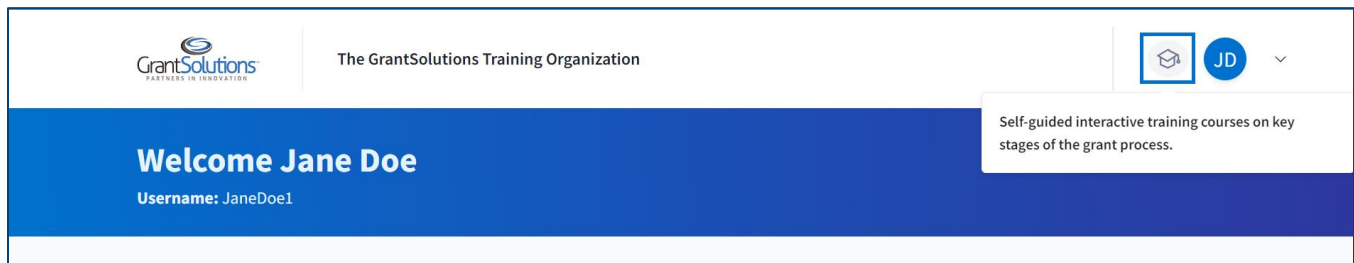 GrantSolutions
PARTNERS IN INNOVATION
The GrantSolutions Training Organization
JD
Self-guided interactive training courses on key
stages of the grant process.
Welcome Jane Doe
Username: JaneDoe1